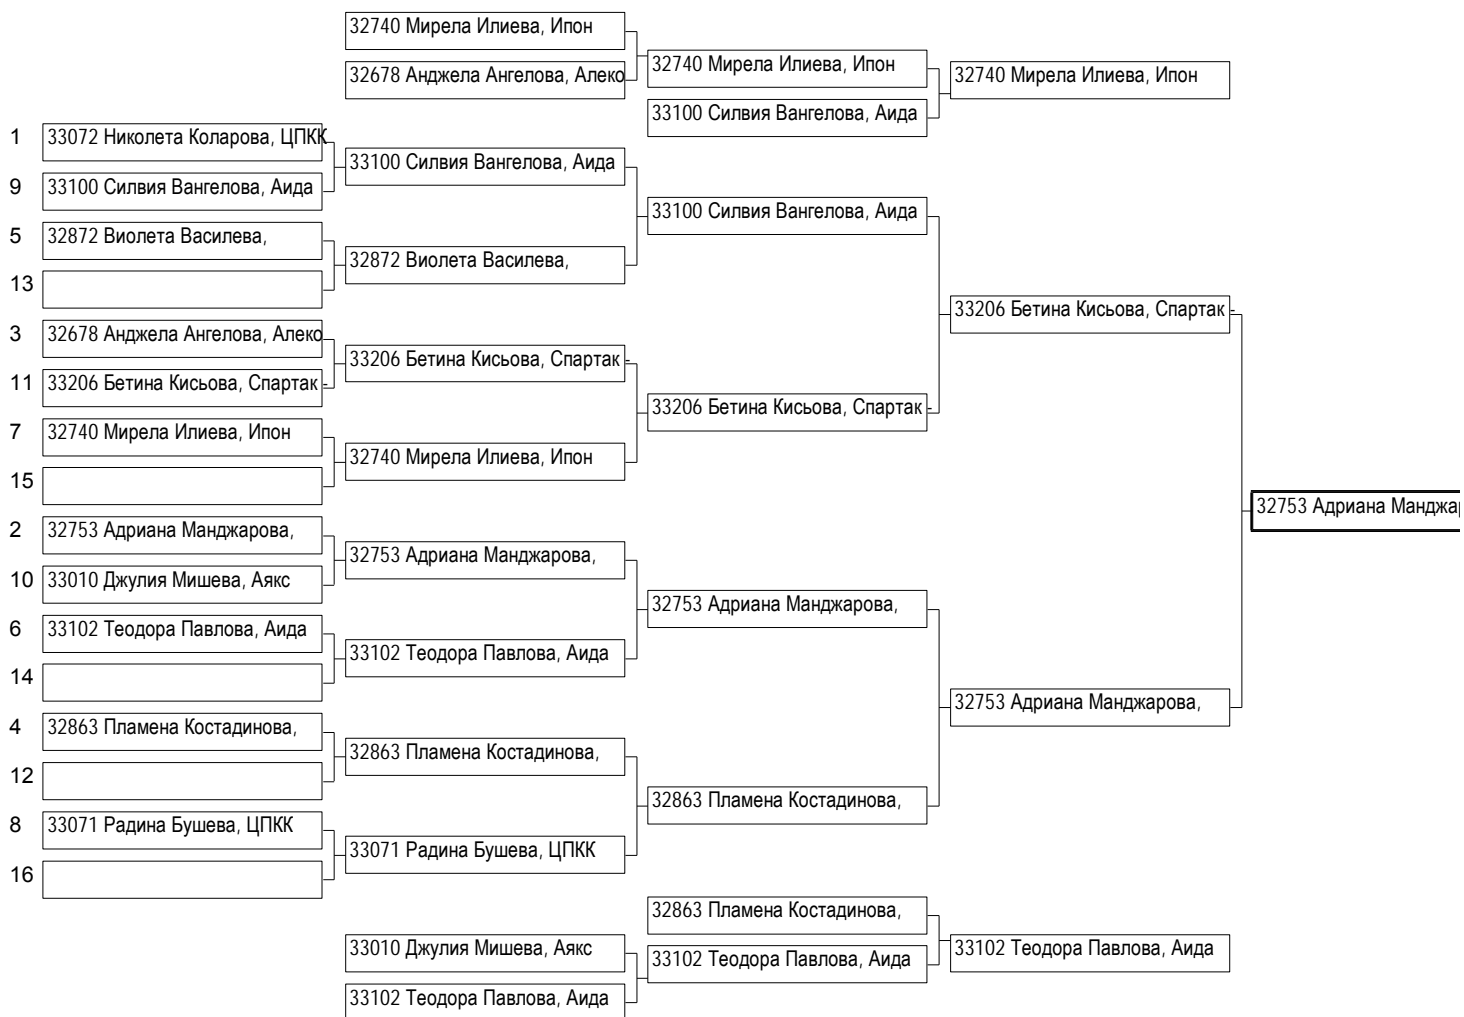 32740 Мирела Илиева, Ипон
32678 Анджела Ангелова, Алеко
32740 Мирела Илиева, Ипон
33100 Силвия Вангелова, Аида
32740 Мирела Илиева, Ипон
1 33072 Николета Коларова, ЦПКК
9 33100 Силвия Вангелова, Аида
5 32872 Виолета Василева,
13
3 32678 Анджела Ангелова, Алеко
11 33206 Бетина Кисьова, Спартак -
7 32740 Мирела Илиева, Ипон
15
2 32753 Адриана Манджарова,
10 33010 Джулия Мишева, Аякс
6 33102 Теодора Павлова, Аида
14
4 32863 Пламена Костадинова,
12
8 33071 Радина Бушева, ЦПКК
16
33100 Силвия Вангелова, Аида
32872 Виолета Василева,
33206 Бетина Кисьова, Спартак -
32740 Мирела Илиева, Ипон
32753 Адриана Манджарова,
33102 Теодора Павлова, Аида
32863 Пламена Костадинова,
33071 Радина Бушева, ЦПКК
33100 Силвия Вангелова, Аида
33206 Бетина Кисьова, Спартак -
32753 Адриана Манджарова,
32863 Пламена Костадинова,
33206 Бетина Кисьова, Спартак -
32753 Адриана Манджарова,
32753 Адриана Манджар
33010 Джулия Мишева, Аякс
33102 Теодора Павлова, Аида
32863 Пламена Костадинова,
33102 Теодора Павлова, Аида
33102 Теодора Павлова, Аида